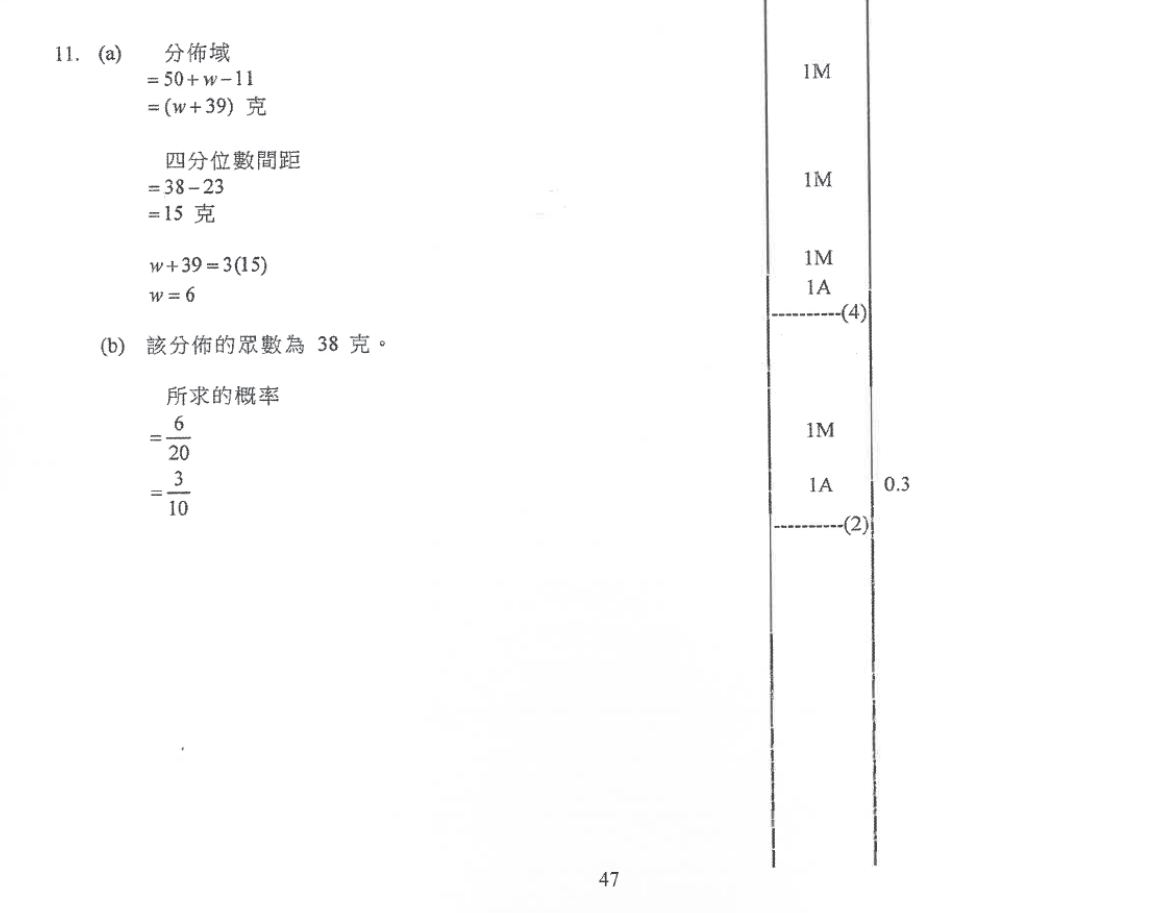 11. (a) 分佈域 1M
= 50 + w − 11
= (w + 39) 克
四分位數間距 1M
= 38 − 23
= 15 克
w + 39 = 3(15) 1M
w = 6 1A
----------(4)
(b) 該分佈的眾數為 38 克。
所求的概率
= 6/20 1M
= 3/10 1A 0.3
----------(2)
47